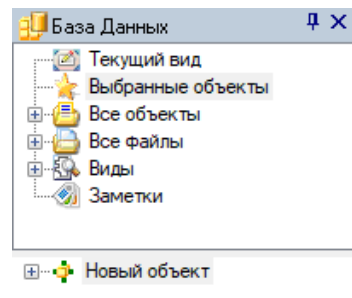 База Данных
Текущий вид
Выбранные объекты
Все объекты
Все файлы
Виды
Заметки
Новый объект